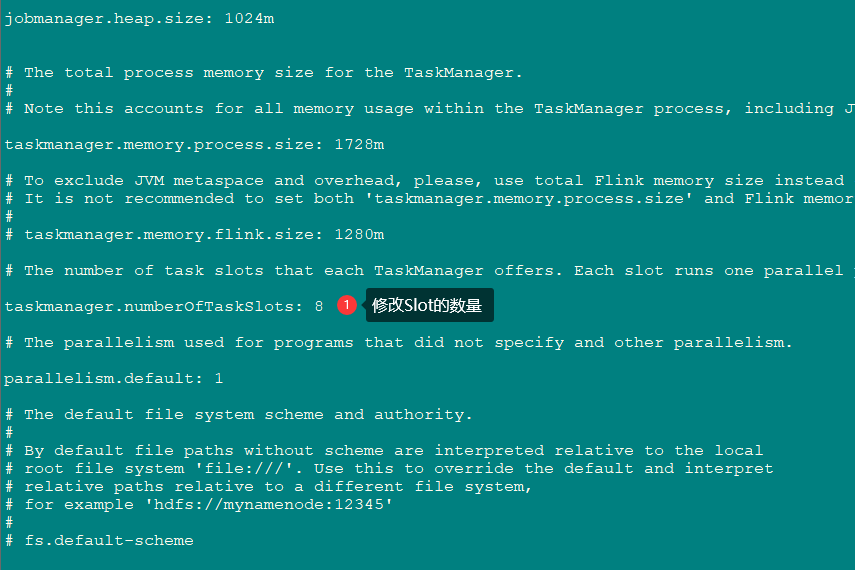 jobmanager.heap.size: 1024m
# The total process memory size for the TaskManager.
#
# Note this accounts for all memory usage within the TaskManager process, including J
taskmanager.memory.process.size: 1728m
# To exclude JVM metaspace and overhead, please, use total Flink memory size instead
# It is not recommended to set both 'taskmanager.memory.process.size' and Flink memor
#
# taskmanager.memory.flink.size: 1280m
# The number of task slots that each TaskManager offers. Each slot runs one parallel
taskmanager.numberOfTaskSlots: 8 1 修改Slot的数量
# The parallelism used for programs that did not specify and other parallelism.
parallelism.default: 1
# The default file system scheme and authority.
#
# By default file paths without scheme are interpreted relative to the local
# root file system 'file:///'. Use this to override the default and interpret
# relative paths relative to a different file system,
# for example 'hdfs://mynamenode:12345'
#
# fs.default-scheme